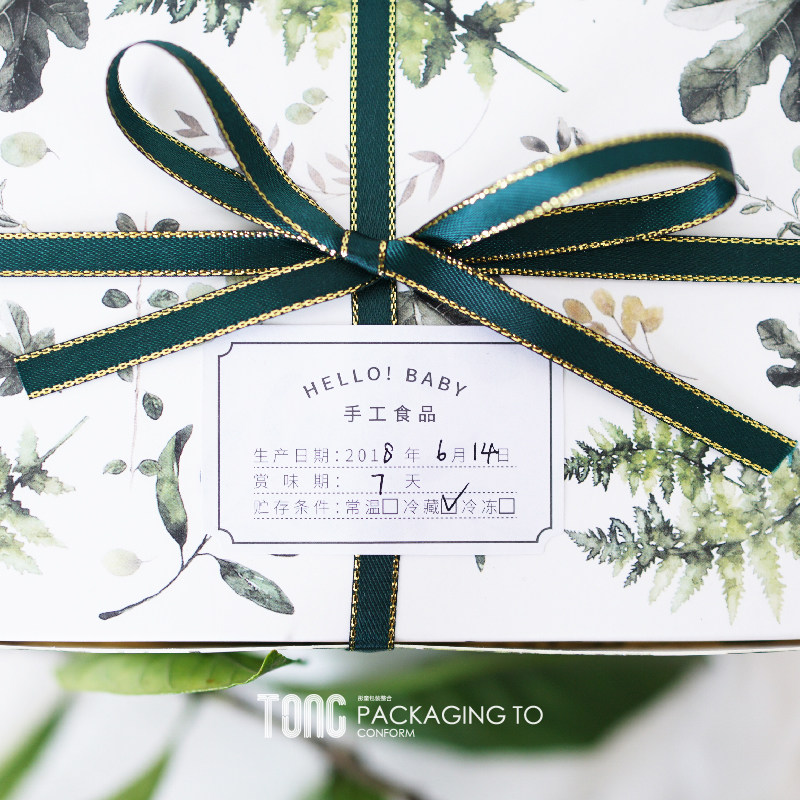 HELLO! BABY
手工食品
生产日期:2018年 6月14日
赏味期: 7 天
贮存条件:常温□冷藏☑冷冻□
TONG PACKAGING TO
CONFORM